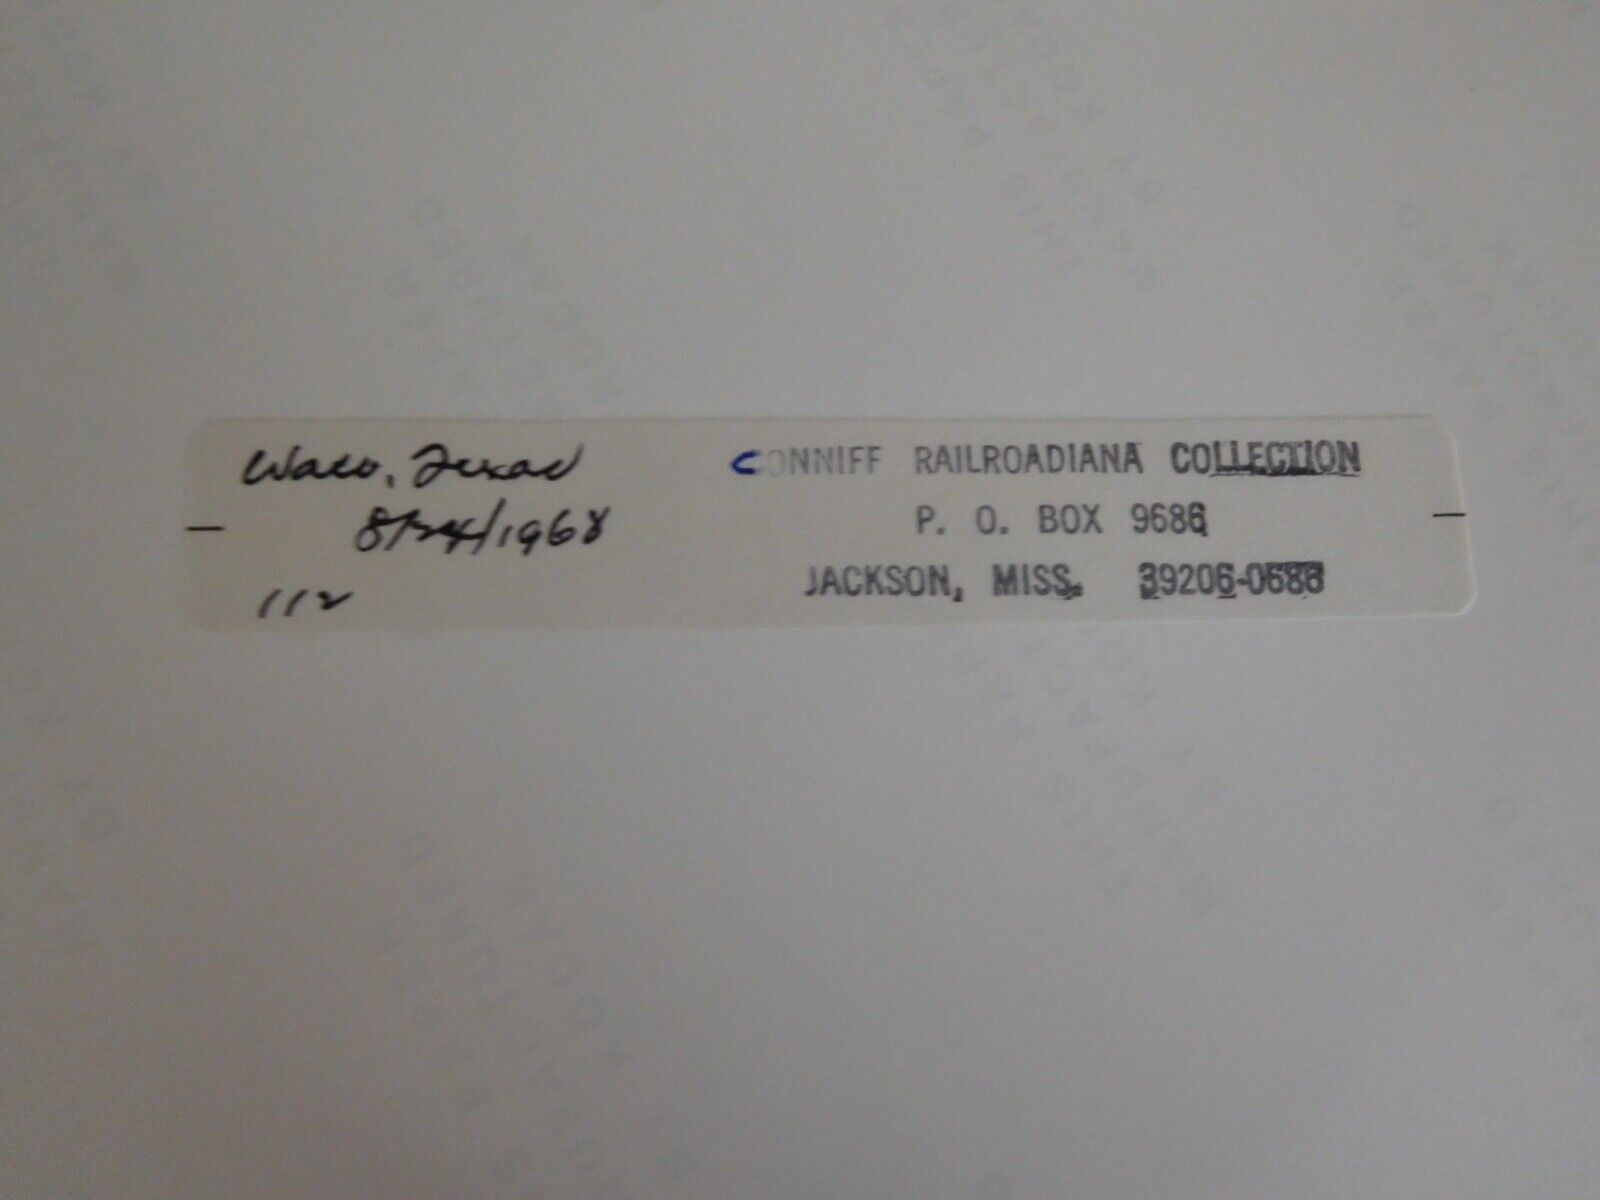 Waco, Texas
8/24/1968
112
CONNIFF RAILROADIANA COLLECTION
P. O. BOX 9686
JACKSON, MISS. 39206-0686